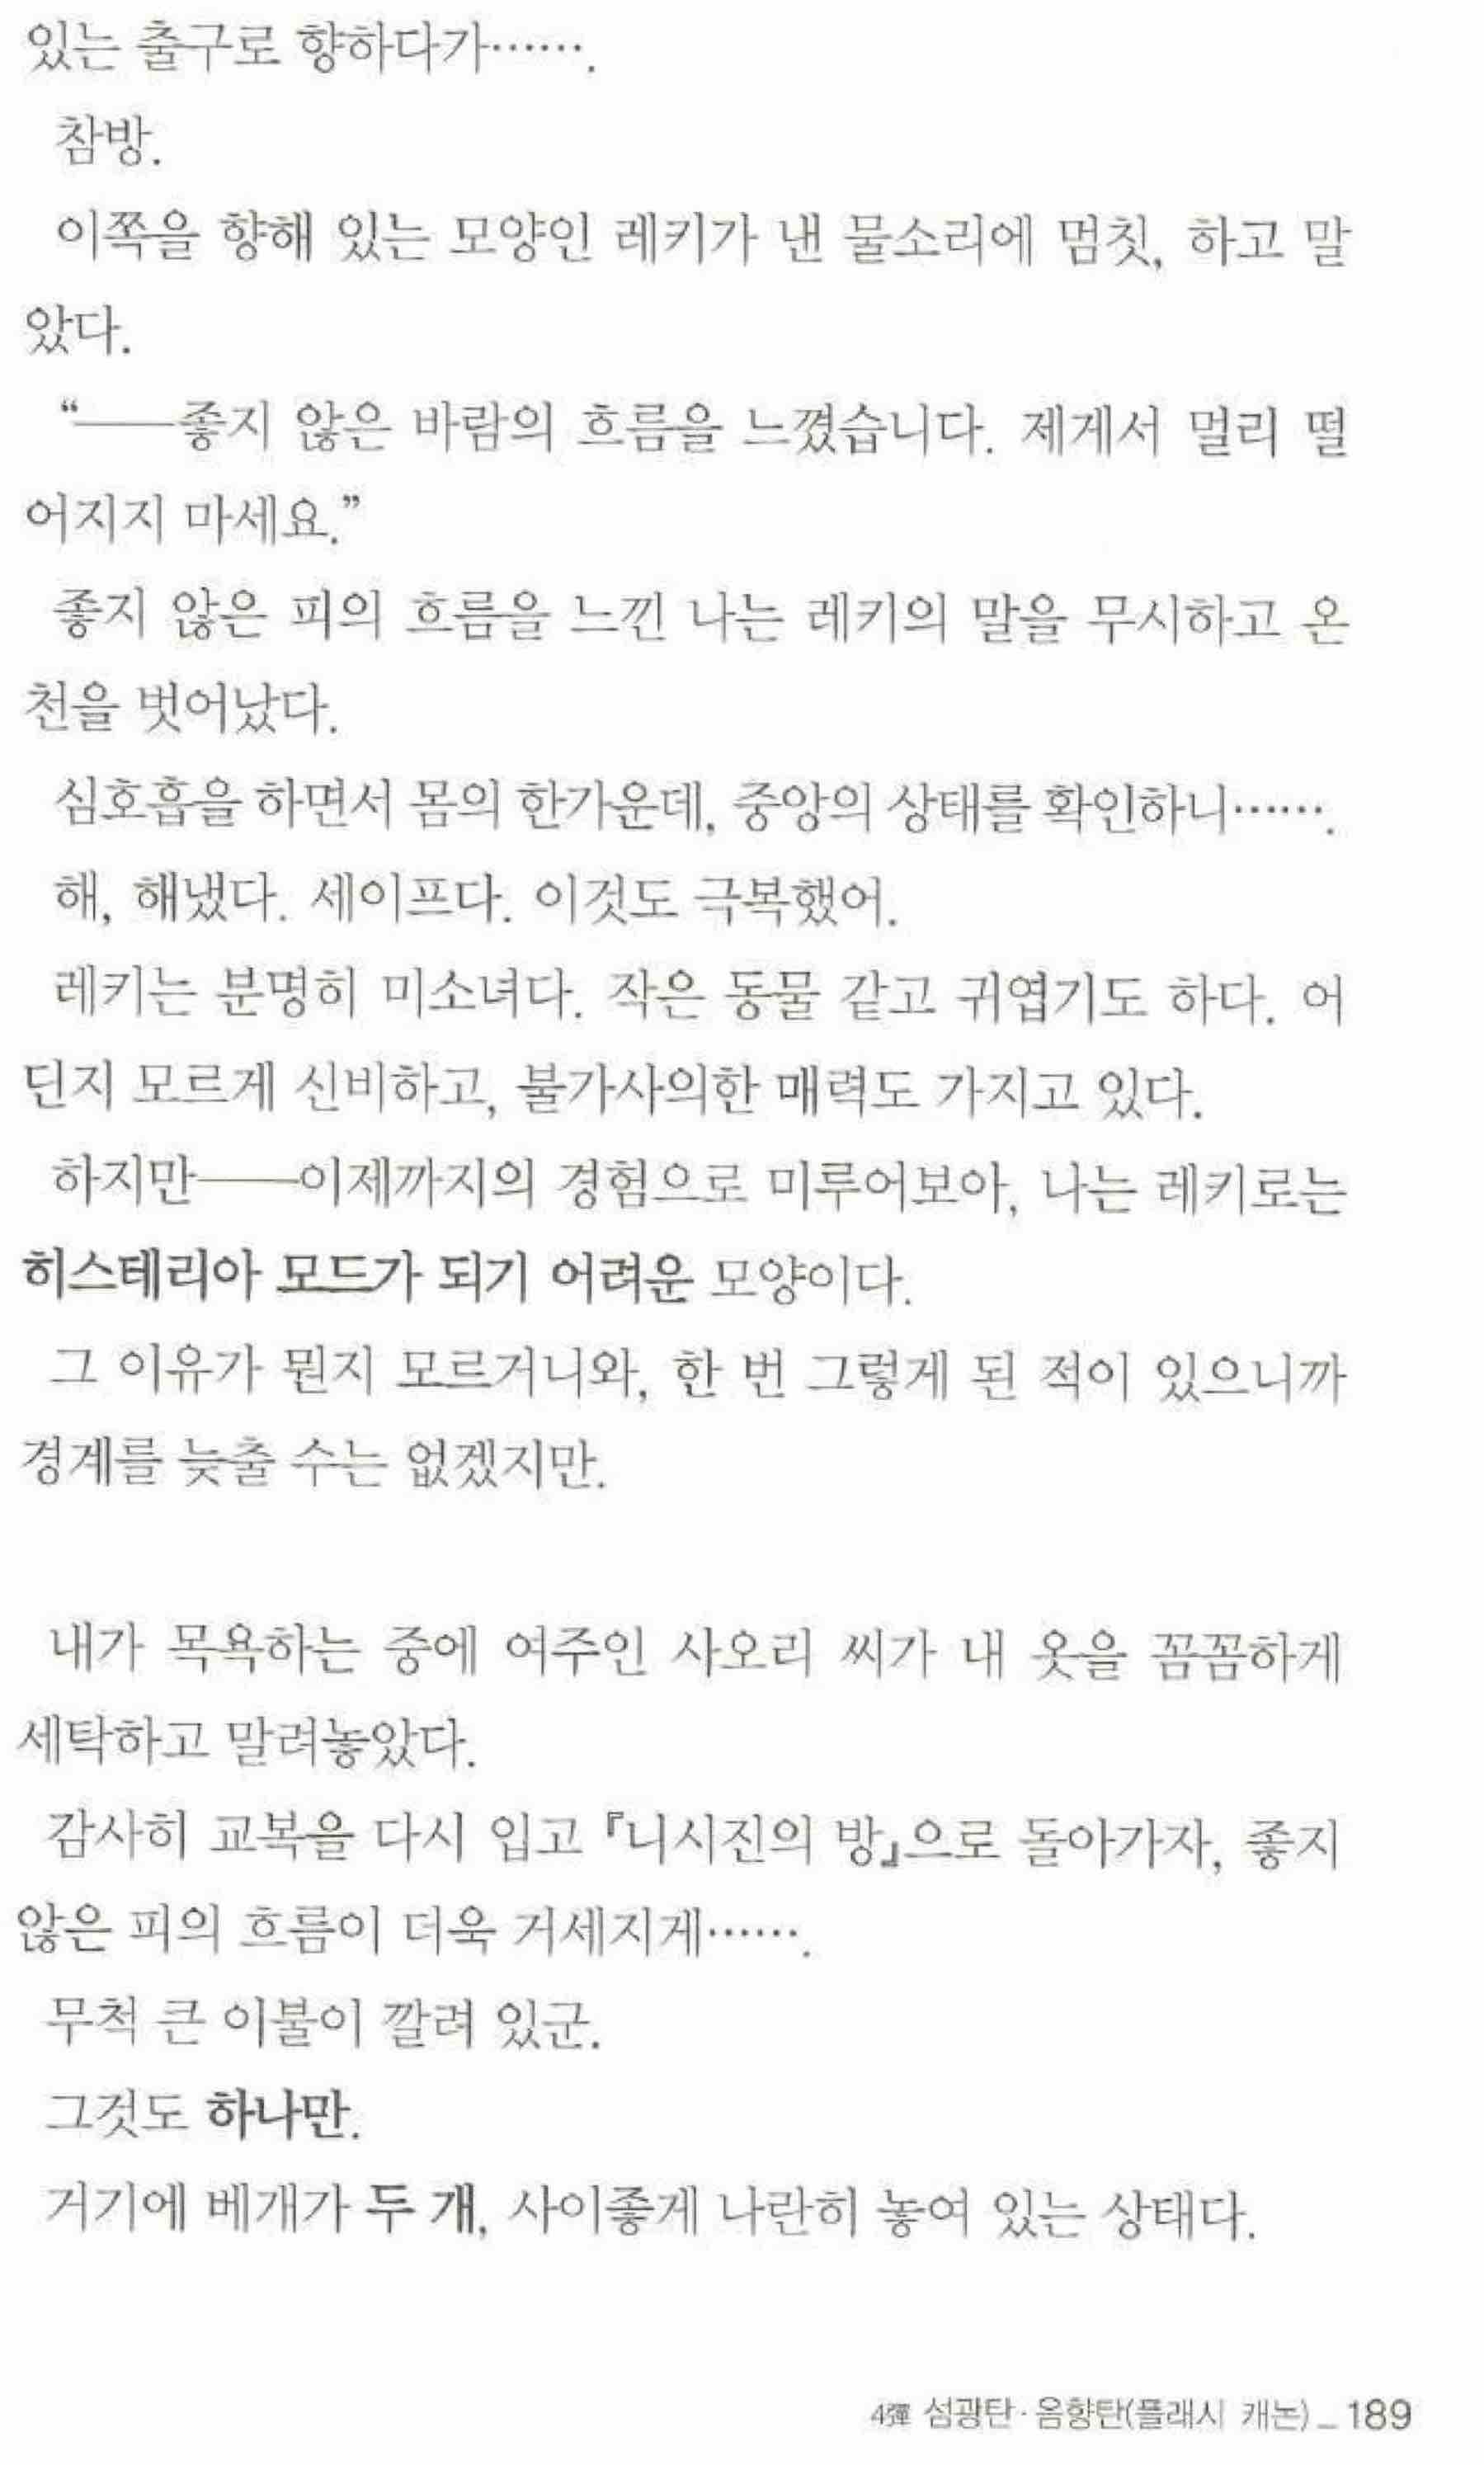 있는 출구로 향하다가…….
참방.
이쪽을 향해 있는 모양인 레키가 낸 물소리에 멈칫, 하고 말
았다.
“──좋지 않은 바람의 흐름을 느꼈습니다. 제게서 멀리 떨
어지지 마세요.”
좋지 않은 피의 흐름을 느낀 나는 레키의 말을 무시하고 온
천을 벗어났다.
심호흡을 하면서 몸의 한가운데, 중앙의 상태를 확인하니…….
해, 해냈다. 세이프다. 이것도 극복했어.
레키는 분명히 미소녀다. 작은 동물 같고 귀엽기도 하다. 어
딘지 모르게 신비하고, 불가사의한 매력도 가지고 있다.
하지만──이제까지의 경험으로 미루어보아, 나는 레키로는
히스테리아 모드가 되기 어려운 모양이다.
그 이유가 뭔지 모르거니와, 한 번 그렇게 된 적이 있으니까
경계를 늦출 수는 없겠지만.
내가 목욕하는 중에 여주인 사오리 씨가 내 옷을 꼼꼼하게
세탁하고 말려놓았다.
감사히 교복을 다시 입고 『니시진의 방』으로 돌아가자, 좋지
않은 피의 흐름이 더욱 거세지게…….
무척 큰 이불이 깔려 있군.
그것도 하나만.
거기에 베개가 두 개, 사이좋게 나란히 놓여 있는 상태다.
4彈 섬광탄·음향탄(플래시 캐논) _ 189